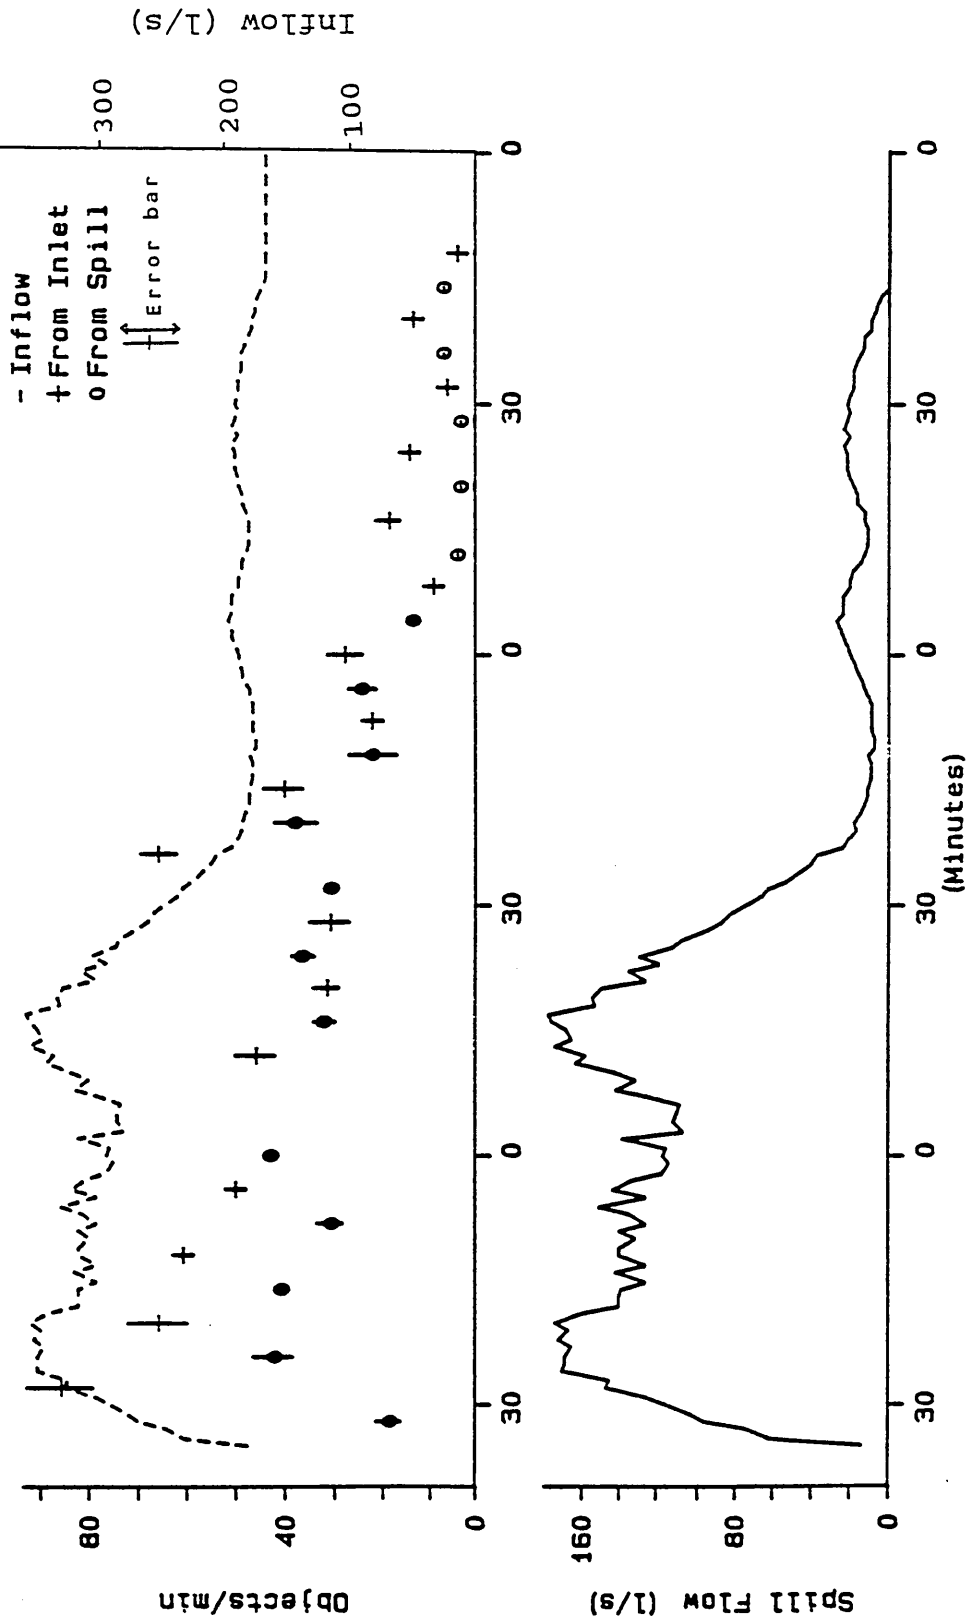 Inflow (l/s)
300
200
100
- Inflow
+ From Inlet
o From Spill
Error bar
80
40
0
Objects/min
30
0
30
0
30
0
160
80
0
Spill Flow (l/s)
30
0
30
0
30
0
(Minutes)